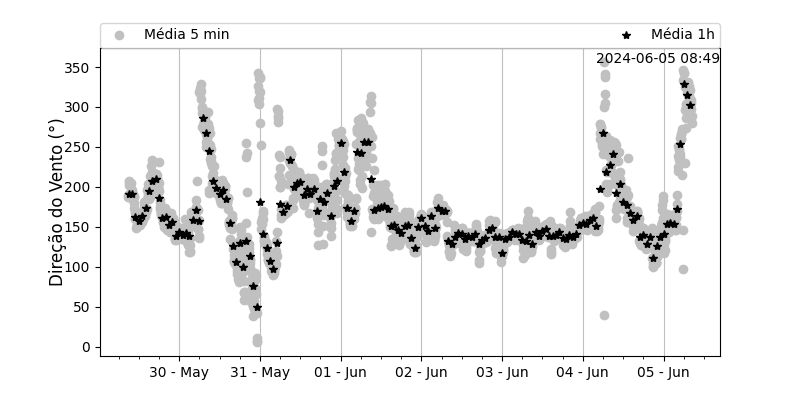 Média 5 min
Média 1h
2024-06-05 08:49
Direção do Vento (°)
350
300
250
200
150
100
50
0
30 - May
31 - May
01 - Jun
02 - Jun
03 - Jun
04 - Jun
05 - Jun